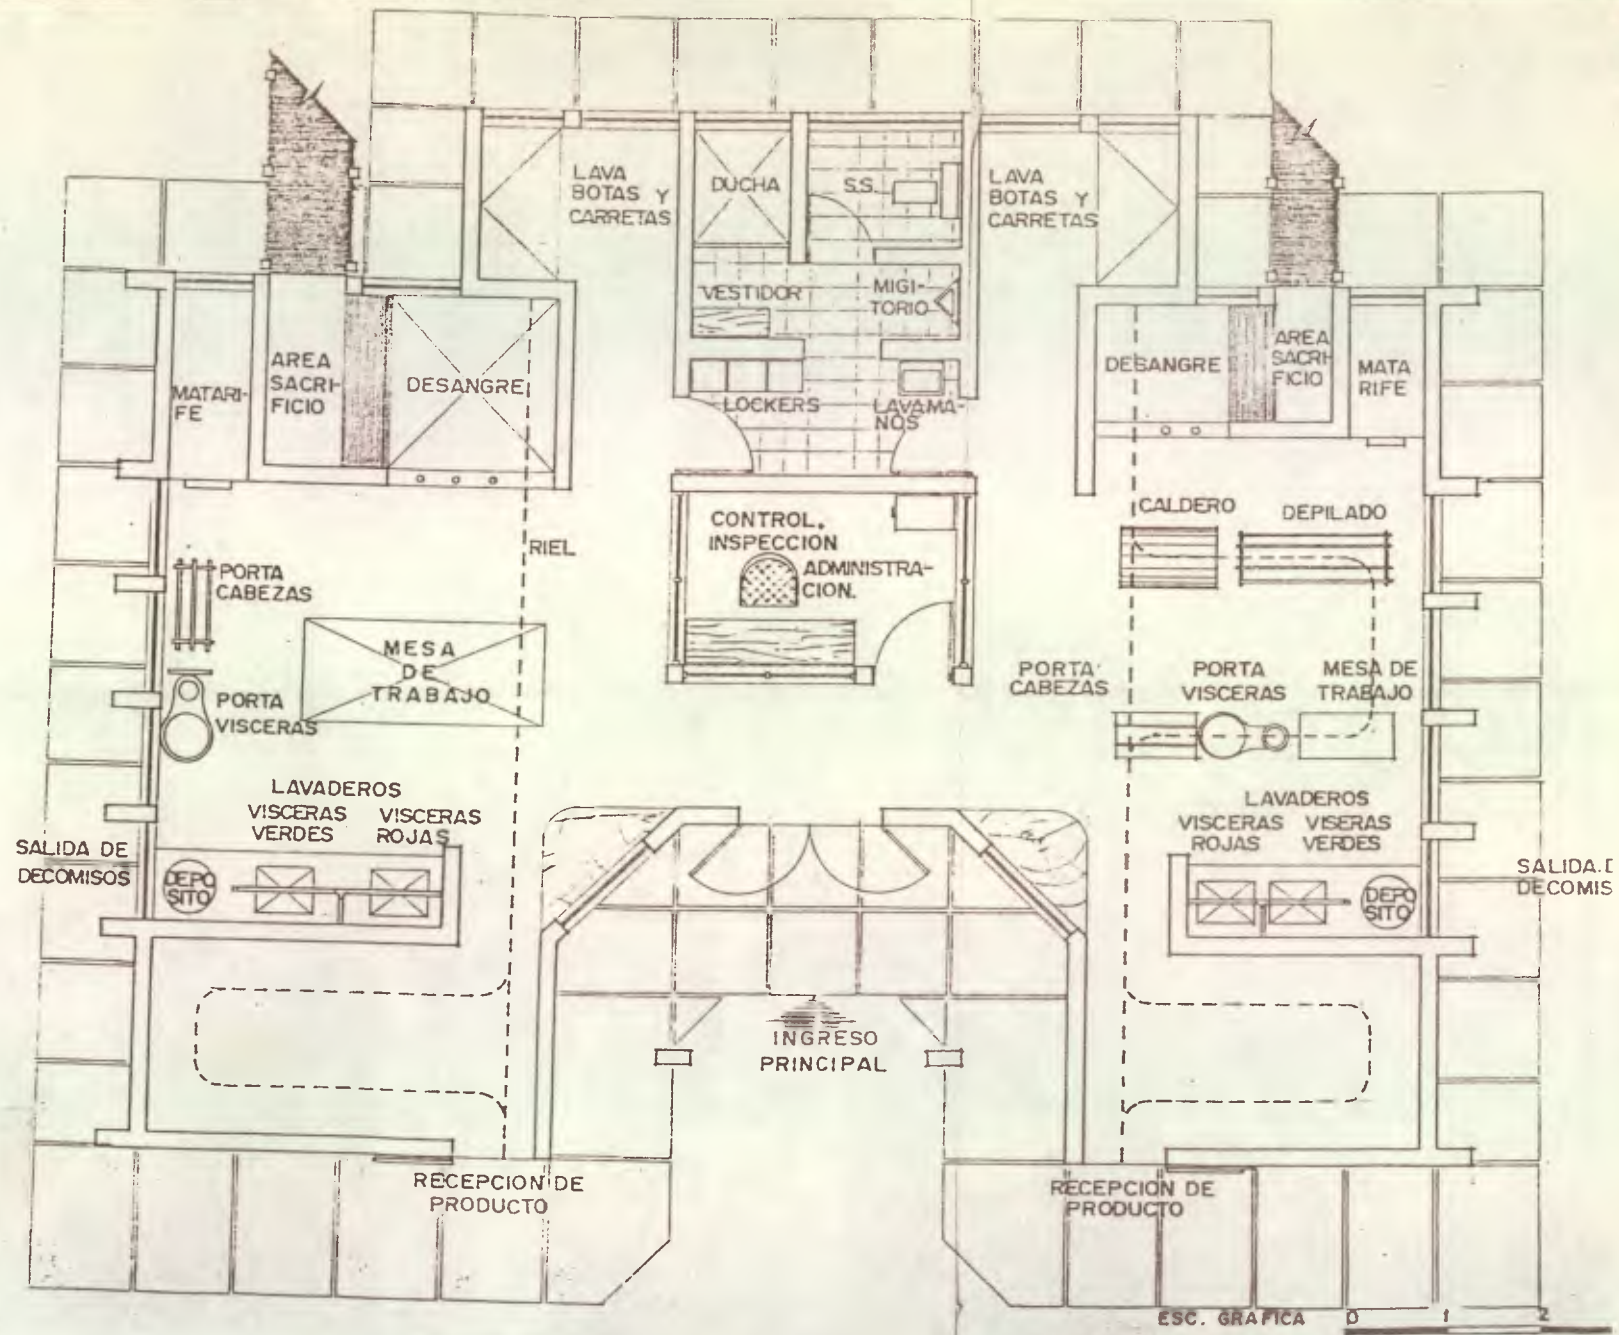 LAVA
BOTAS Y
CARRETAS
DUCHA
S.S.
LAVA
BOTAS Y
CARRETAS
VESTIDOR
MIGI-
TORIO
MATARI-
FE
AREA
SACRI-
FICIO
DESANGRE
LOCKERS
LAVAMA-
NOS
DESANGRE
AREA
SACRI-
FICIO
MATA
RIFE
RIEL
CONTROL.
INSPECCION
ADMINISTRA-
CION.
CALDERO
DEPILADO
PORTA
CABEZAS
MESA
DE
TRABAJO
PORTA
VISCERAS
PORTA
CABEZAS
PORTA
VISCERAS
MESA DE
TRABAJO
LAVADEROS
VISCERAS
VERDES
VISCERAS
ROJAS
LAVADEROS
VISCERAS
ROJAS
VISERAS
VERDES
SALIDA DE
DECOMISOS
DEPO
SITO
DEPO
SITO
SALIDA.
DECOMIS
INGRESO
PRINCIPAL
RECEPCION DE
PRODUCTO
RECEPCION DE
PRODUCTO
ESC. GRAFICA 0 1 2